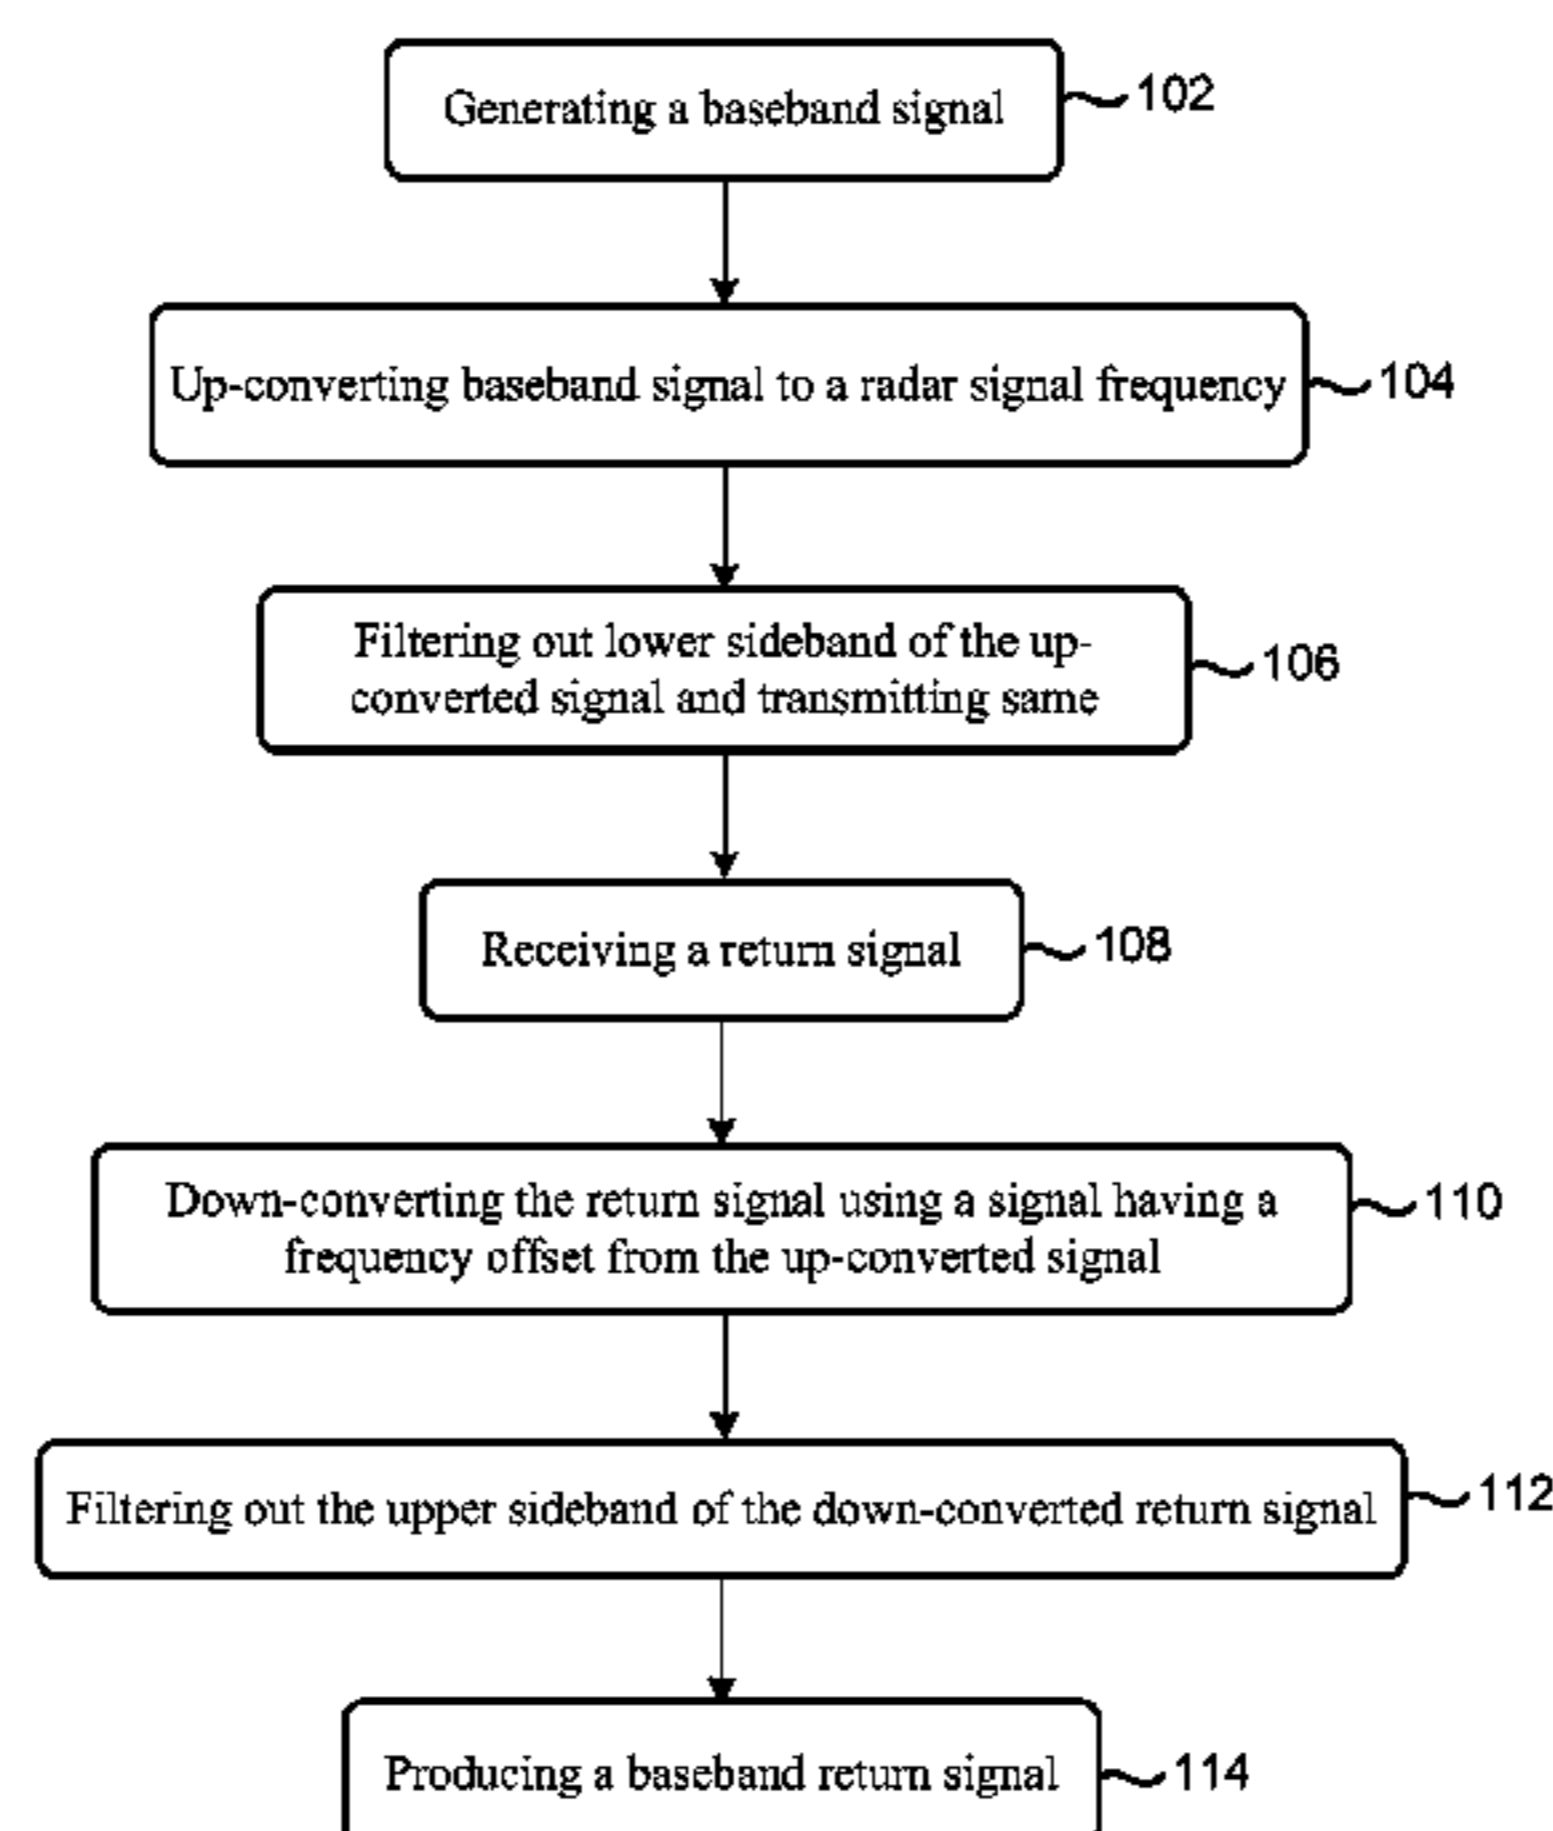 Generating a baseband signal
102
Up-converting baseband signal to a radar signal frequency
104
Filtering out lower sideband of the up-
converted signal and transmitting same
106
Receiving a return signal
108
Down-converting the return signal using a signal having a
frequency offset from the up-converted signal
110
Filtering out the upper sideband of the down-converted return signal
112
Producing a baseband return signal
114